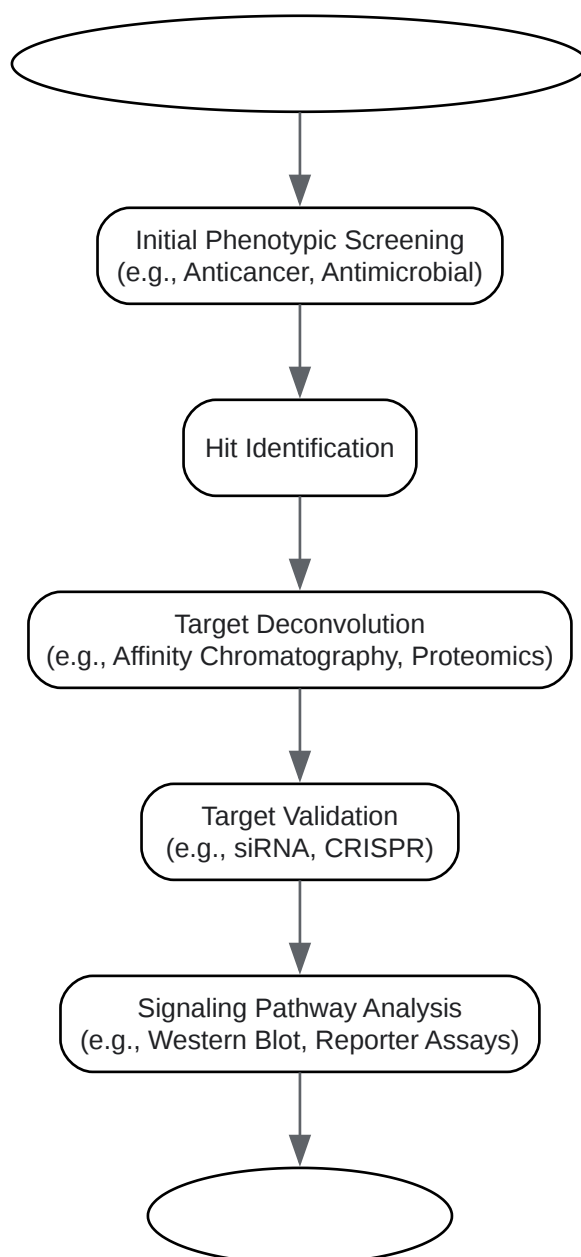 Initial Phenotypic Screening
(e.g., Anticancer, Antimicrobial)
Hit Identification
Target Deconvolution
(e.g., Affinity Chromatography, Proteomics)
Target Validation
(e.g., siRNA, CRISPR)
Signaling Pathway Analysis
(e.g., Western Blot, Reporter Assays)